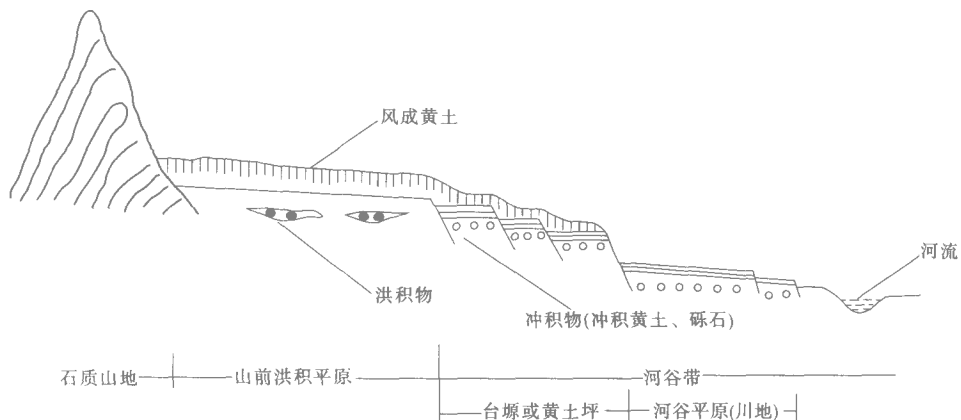 风成黄土
河流
洪积物
冲积物(冲积黄土、砾石)
石质山地
山前洪积平原
河谷带
台塬或黄土坪
河谷平原(川地)